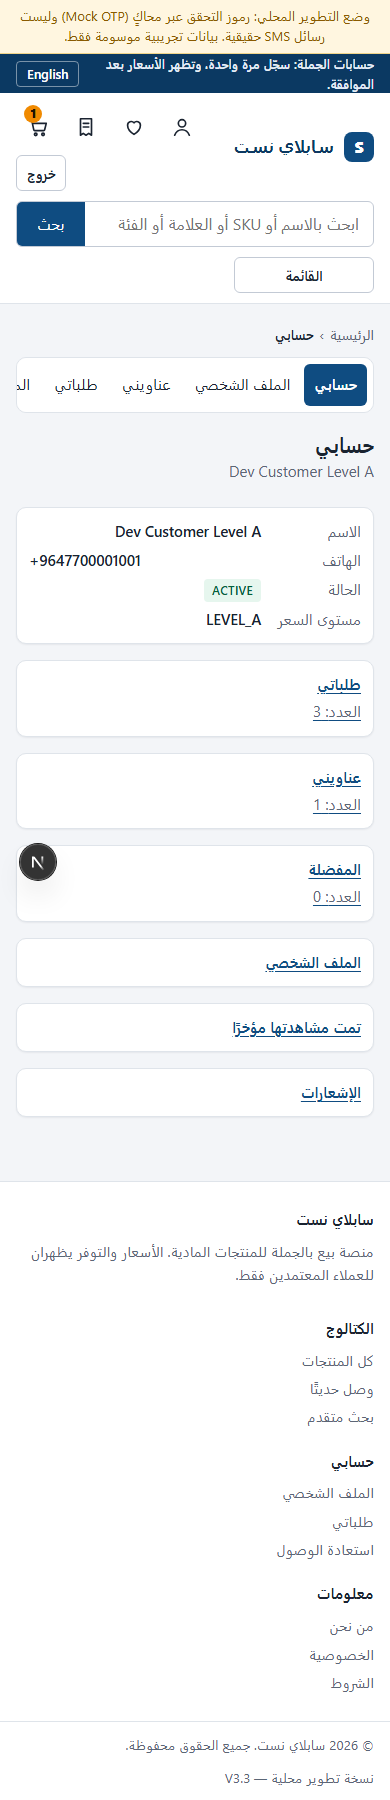 وضع التطوير المحلي: رموز التحقق عبر محاكٍ (Mock OTP) وليست
رسائل SMS حقيقية. بيانات تجريبية موسومة فقط.
حسابات الجملة: سجّل مرة واحدة، وتظهر الأسعار بعد
الموافقة.
English
سابلاي نست
1
خروج
ابحث بالاسم أو SKU أو العلامة أو الفئة
بحث
القائمة
الرئيسية › حسابي
حسابي
الملف الشخصي
عناويني
طلباتي
حسابي
Dev Customer Level A
الاسم Dev Customer Level A
الهاتف +9647700001001
الحالة ACTIVE
مستوى السعر LEVEL_A
طلباتي
العدد: 3
عناويني
العدد: 1
المفضلة
العدد: 0
N
الملف الشخصي
تمت مشاهدتها مؤخرًا
الإشعارات
سابلاي نست
منصة بيع بالجملة للمنتجات المادية. الأسعار والتوفر يظهران
للعملاء المعتمدين فقط.
الكتالوج
كل المنتجات
وصل حديثًا
بحث متقدم
حسابي
الملف الشخصي
طلباتي
استعادة الوصول
معلومات
من نحن
الخصوصية
الشروط
© 2026 سابلاي نست. جميع الحقوق محفوظة.
نسخة تطوير محلية — V3.3